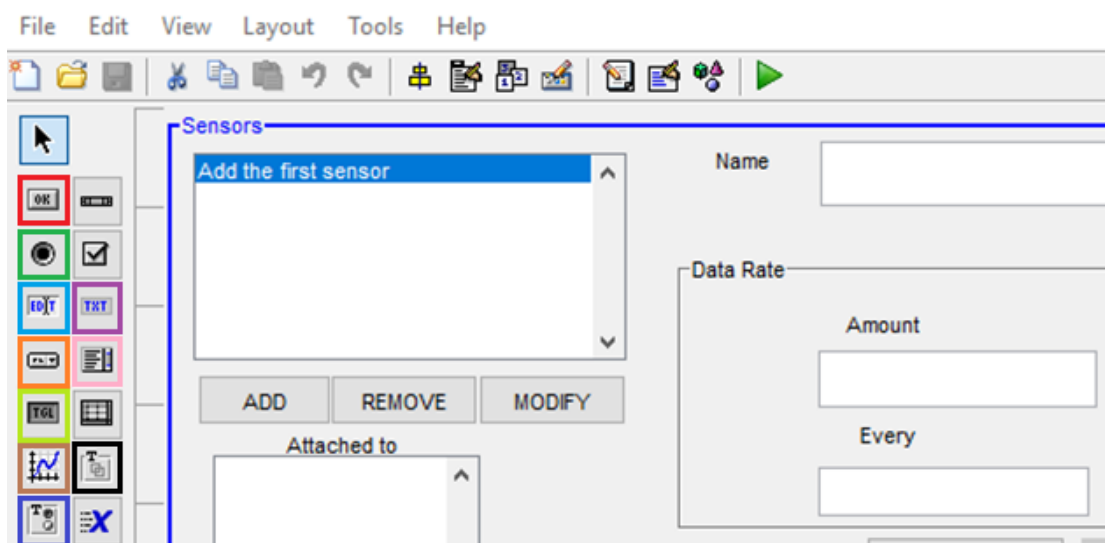 File Edit View Layout Tools Help
Sensors
Add the first sensor
Name
OK
Data Rate
EDIT TXT
Amount
TGL
ADD REMOVE MODIFY
Every
Attached to